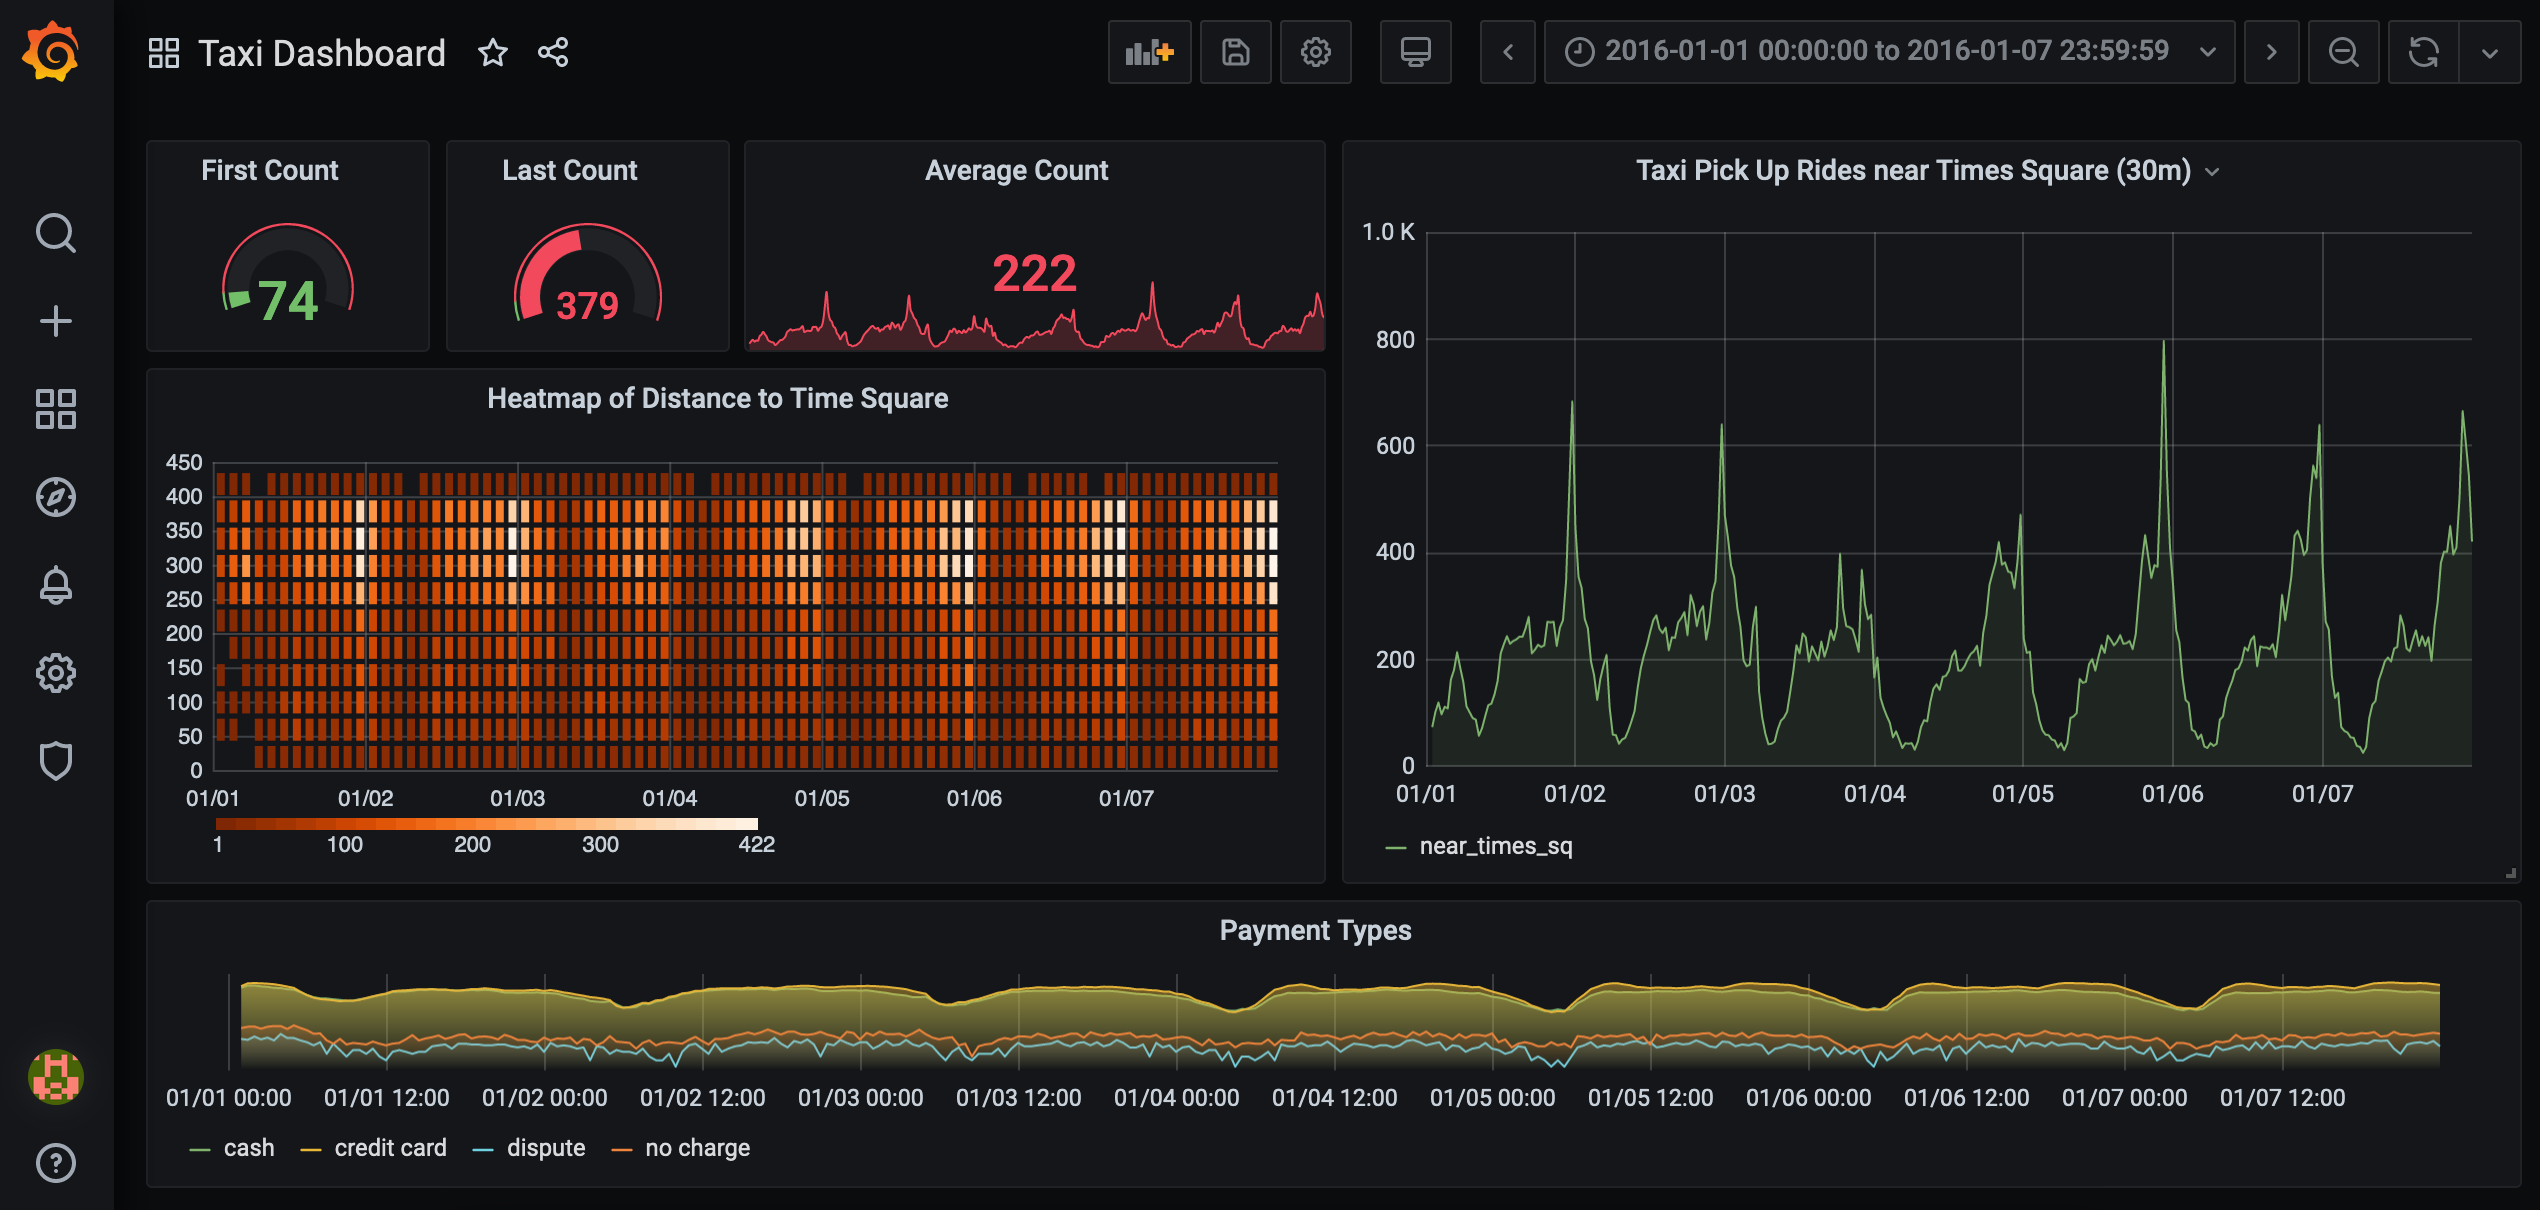 Taxi Dashboard
2016-01-01 00:00:00 to 2016-01-07 23:59:59
First Count
74
Last Count
379
Average Count
222
Taxi Pick Up Rides near Times Square (30m)
1.0 K
800
600
400
200
0
01/01 01/02 01/03 01/04 01/05 01/06 01/07
near_times_sq
Heatmap of Distance to Time Square
450
400
350
300
250
200
150
100
50
0
01/01 01/02 01/03 01/04 01/05 01/06 01/07
1 100 200 300 422
Payment Types
01/01 00:00 01/01 12:00 01/02 00:00 01/02 12:00 01/03 00:00 01/03 12:00 01/04 00:00 01/04 12:00 01/05 00:00 01/05 12:00 01/06 00:00 01/06 12:00 01/07 00:00 01/07 12:00
cash credit card dispute no charge